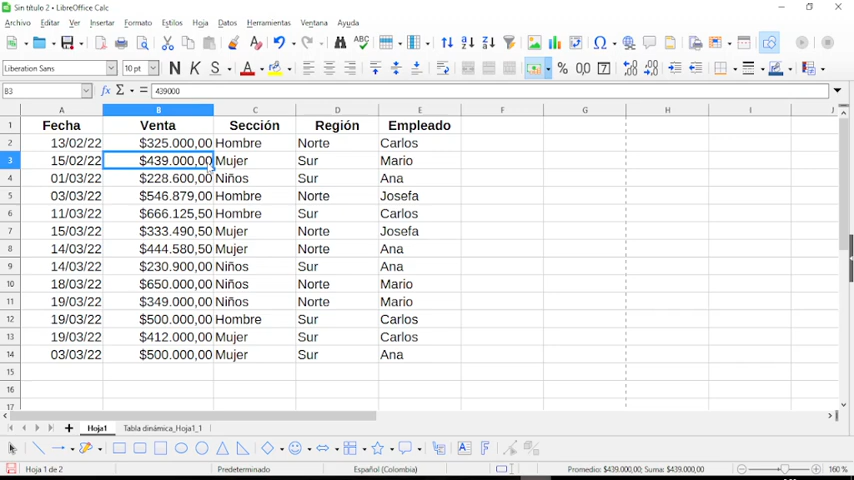 Sin título 2 • LibreOffice Calc
Archivo Editar Ver Insertar Formato Estilos Hoja Datos Herramientas Ventana Ayuda
Liberation Sans 10 pt N K S A % 0,0 7
B3 fx Σ = 439000
A B C D E F G H I J
1 Fecha Venta Sección Región Empleado
2 13/02/22 $325.000,00 Hombre Norte Carlos
3 15/02/22 $439.000,00 Mujer Sur Mario
4 01/03/22 $228.600,00 Niños Sur Ana
5 03/03/22 $546.879,00 Hombre Norte Josefa
6 11/03/22 $666.125,50 Hombre Sur Carlos
7 15/03/22 $333.490,50 Mujer Norte Josefa
8 14/03/22 $444.580,50 Mujer Norte Ana
9 14/03/22 $230.900,00 Niños Sur Ana
10 18/03/22 $650.000,00 Niños Norte Mario
11 19/03/22 $349.000,00 Niños Norte Mario
12 19/03/22 $500.000,00 Hombre Sur Carlos
13 19/03/22 $412.000,00 Mujer Sur Carlos
14 03/03/22 $500.000,00 Mujer Sur Ana
15
16
17
Hoja1 Tabla dinámica_Hoja1_1
Hoja 1 de 2 Predeterminado Español (Colombia) Promedio: $439.000,00; Suma: $439.000,00 160 %